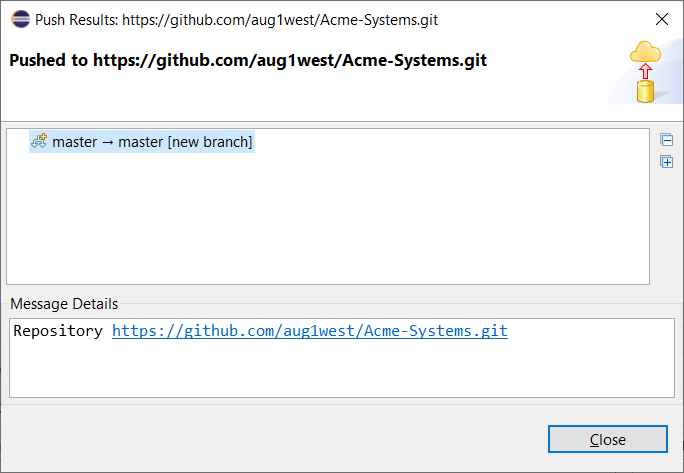 Push Results: https://github.com/aug1west/Acme-Systems.git
Pushed to https://github.com/aug1west/Acme-Systems.git
master → master [new branch]
Message Details
Repository https://github.com/aug1west/Acme-Systems.git
Close